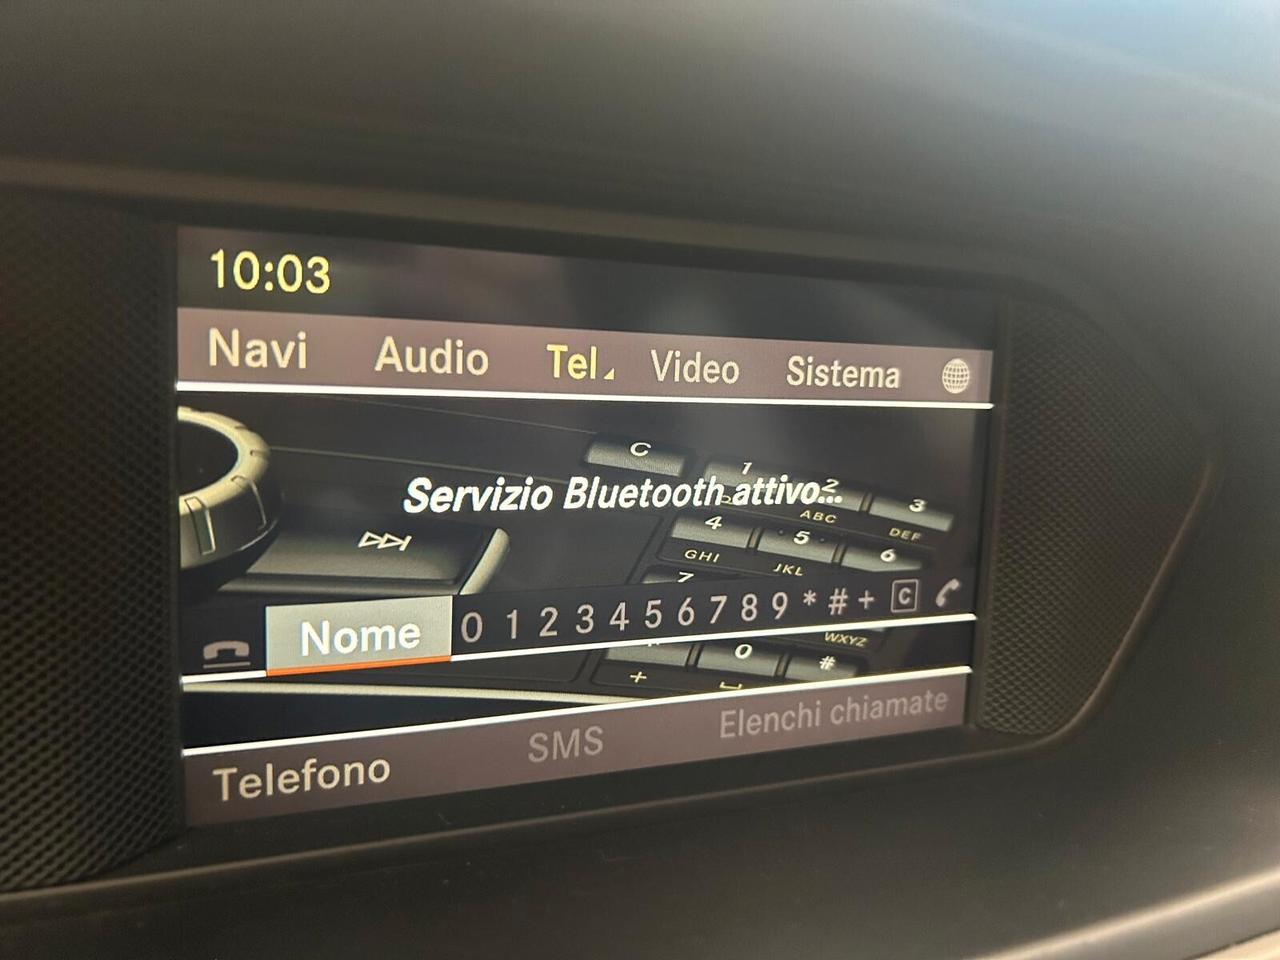 10:03
Navi Audio Tel Video Sistema
C
1 2 3
ABC DEF
Servizio Bluetooth attivo...
4 5 6
GHI JKL
7
Nome 0 1 2 3 4 5 6 7 8 9 * # + C
WXYZ
0 #
+
Telefono SMS Elenchi chiamate